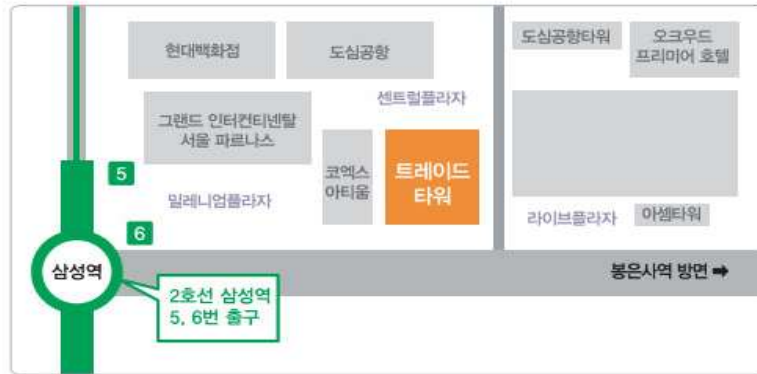 현대백화점
도심공항
도심공항타워
오크우드
프리미어 호텔
센트럴플라자
그랜드 인터컨티넨탈
서울 파르나스
코엑스
아티움
트레이드
타워
5
밀레니엄플라자
라이브플라자
아셈타워
6
삼성역
봉은사역 방면 ➡
2호선 삼성역
5, 6번 출구